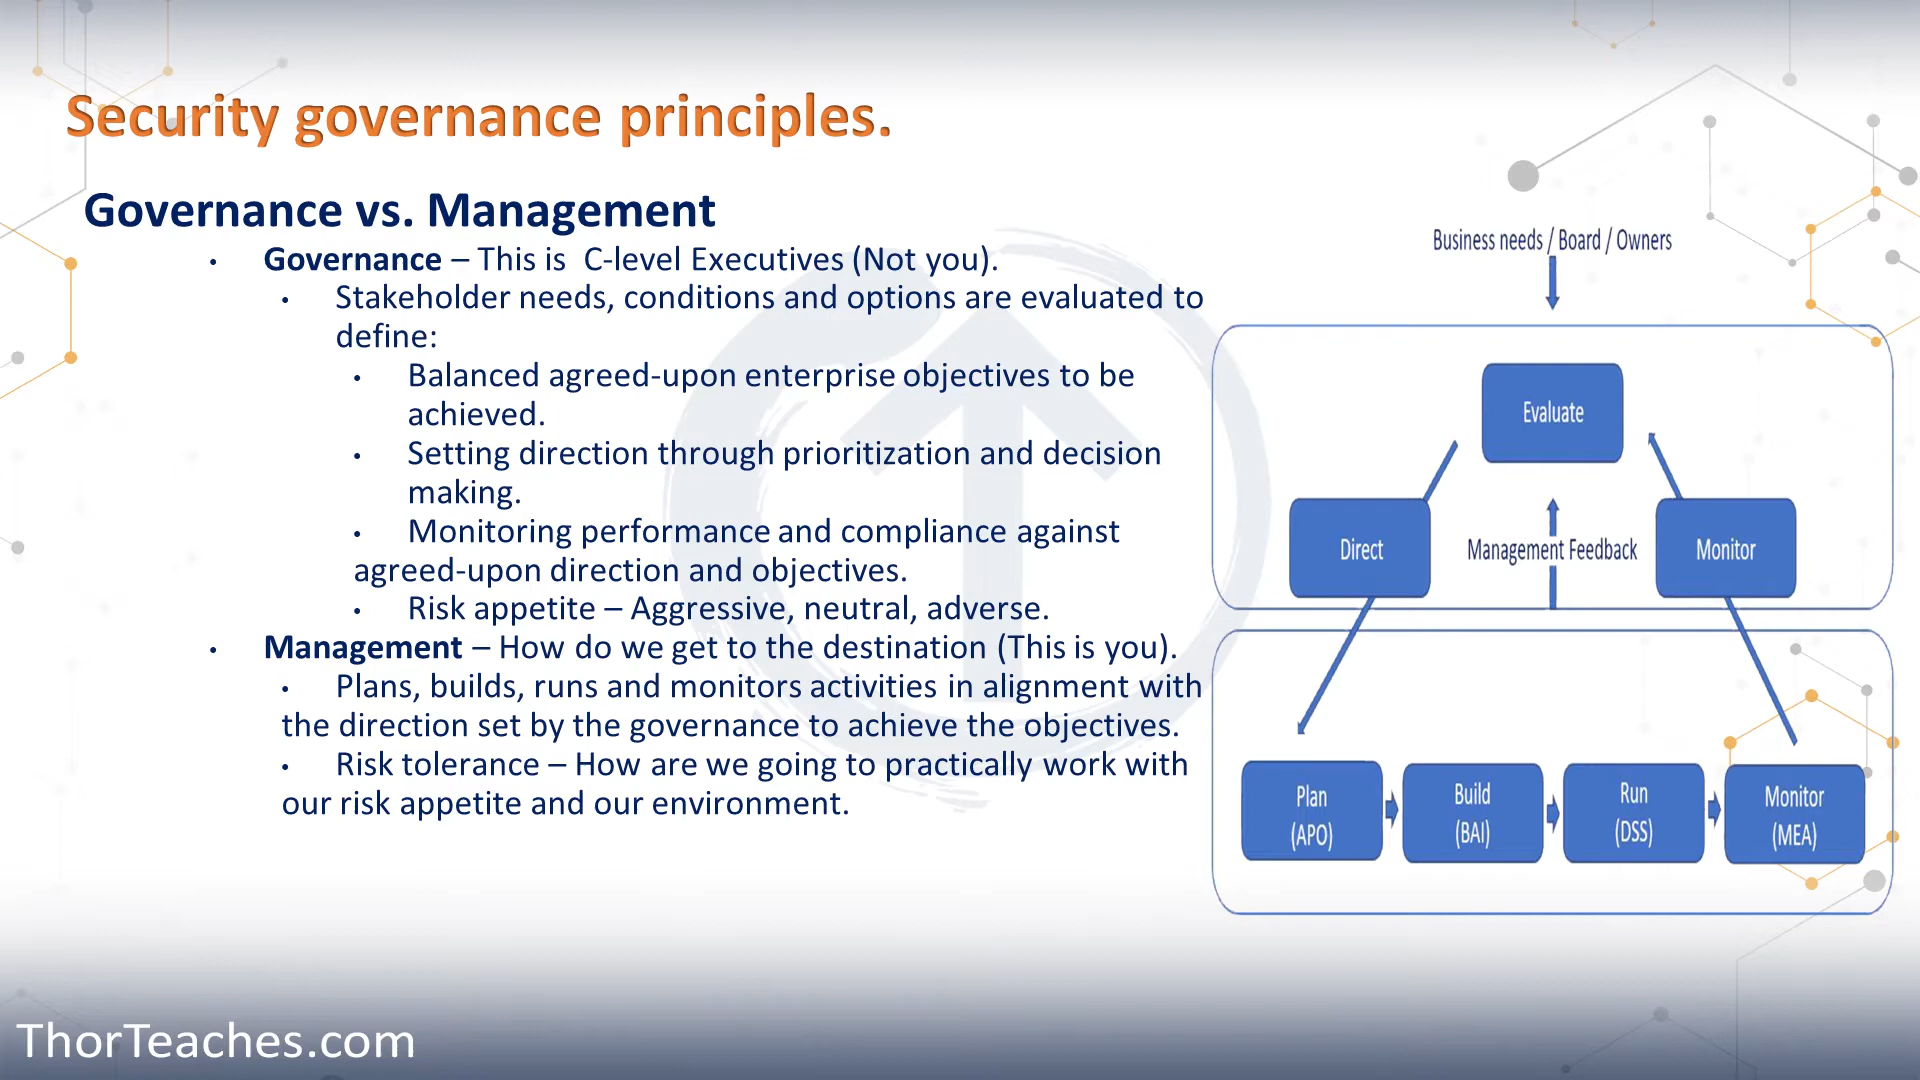 Security governance principles.
Governance vs. Management
• Governance – This is C-level Executives (Not you).
• Stakeholder needs, conditions and options are evaluated to
define:
• Balanced agreed-upon enterprise objectives to be
achieved.
• Setting direction through prioritization and decision
making.
• Monitoring performance and compliance against
agreed-upon direction and objectives.
• Risk appetite – Aggressive, neutral, adverse.
• Management – How do we get to the destination (This is you).
• Plans, builds, runs and monitors activities in alignment with
the direction set by the governance to achieve the objectives.
• Risk tolerance – How are we going to practically work with
our risk appetite and our environment.
Business needs / Board / Owners
Evaluate
Direct
Management Feedback
Monitor
Plan
(APO)
Build
(BAI)
Run
(DSS)
Monitor
(MEA)
ThorTeaches.com